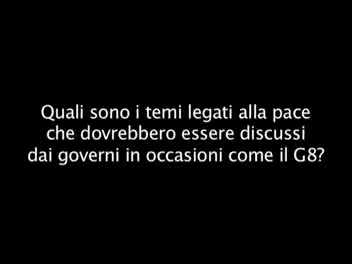 Quali sono i temi legati alla pace
che dovrebbero essere discussi
dai governi in occasioni come il G8?